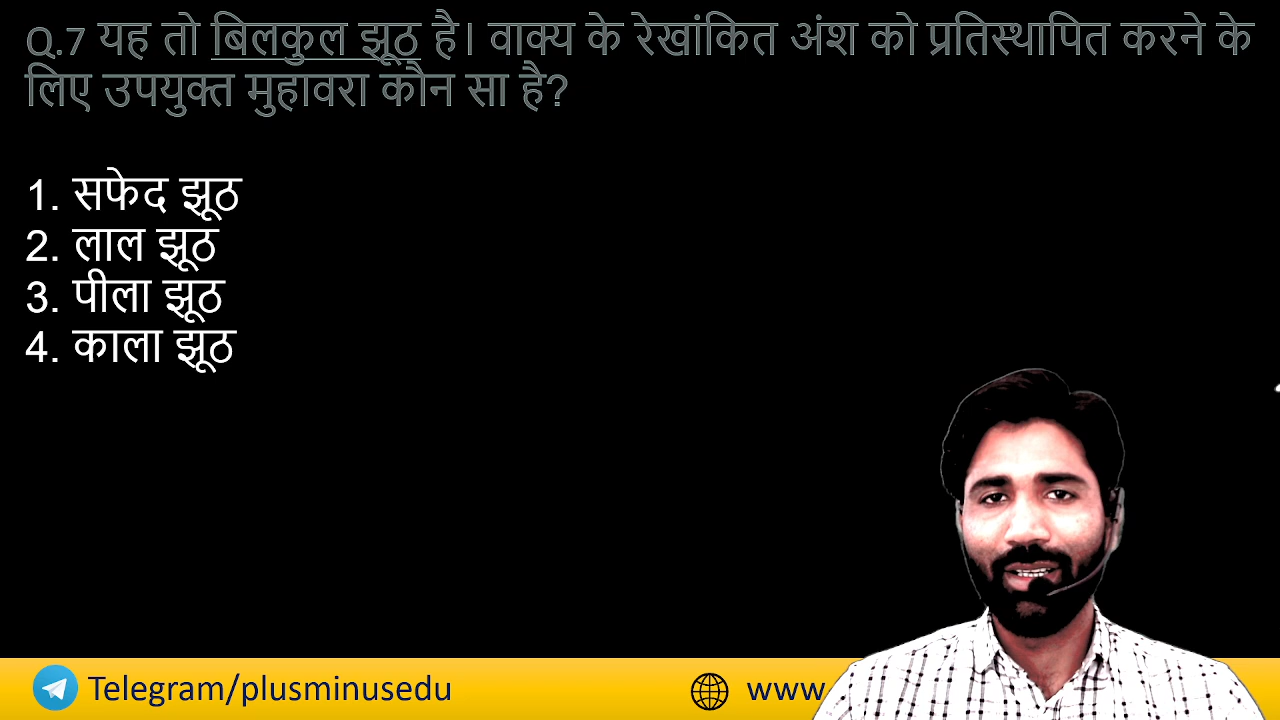 Q.7 यह तो बिलकुल झूठ है। वाक्य के रेखांकित अंश को प्रतिस्थापित करने के
लिए उपयुक्त मुहावरा कौन सा है?
1. सफेद झूठ
2. लाल झूठ
3. पीला झूठ
4. काला झूठ
Telegram/plusminusedu
www.